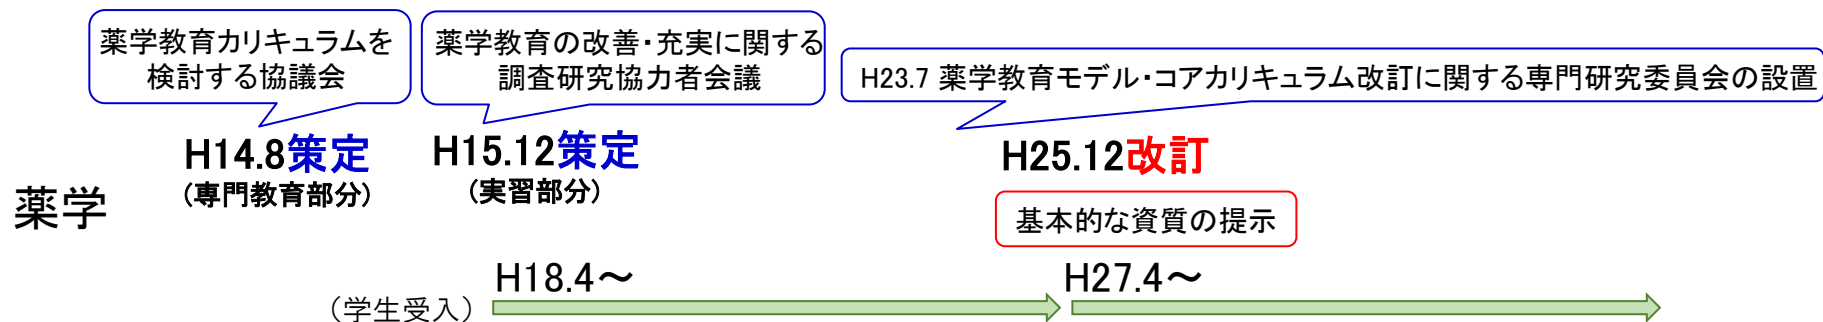 薬学教育カリキュラムを
検討する協議会
薬学教育の改善・充実に関する
調査研究協力者会議
H23.7 薬学教育モデル・コアカリキュラム改訂に関する専門研究委員会の設置
H14.8策定
(専門教育部分)
H15.12策定
(実習部分)
H25.12改訂
薬学
基本的な資質の提示
H18.4～
H27.4～
（学生受入）